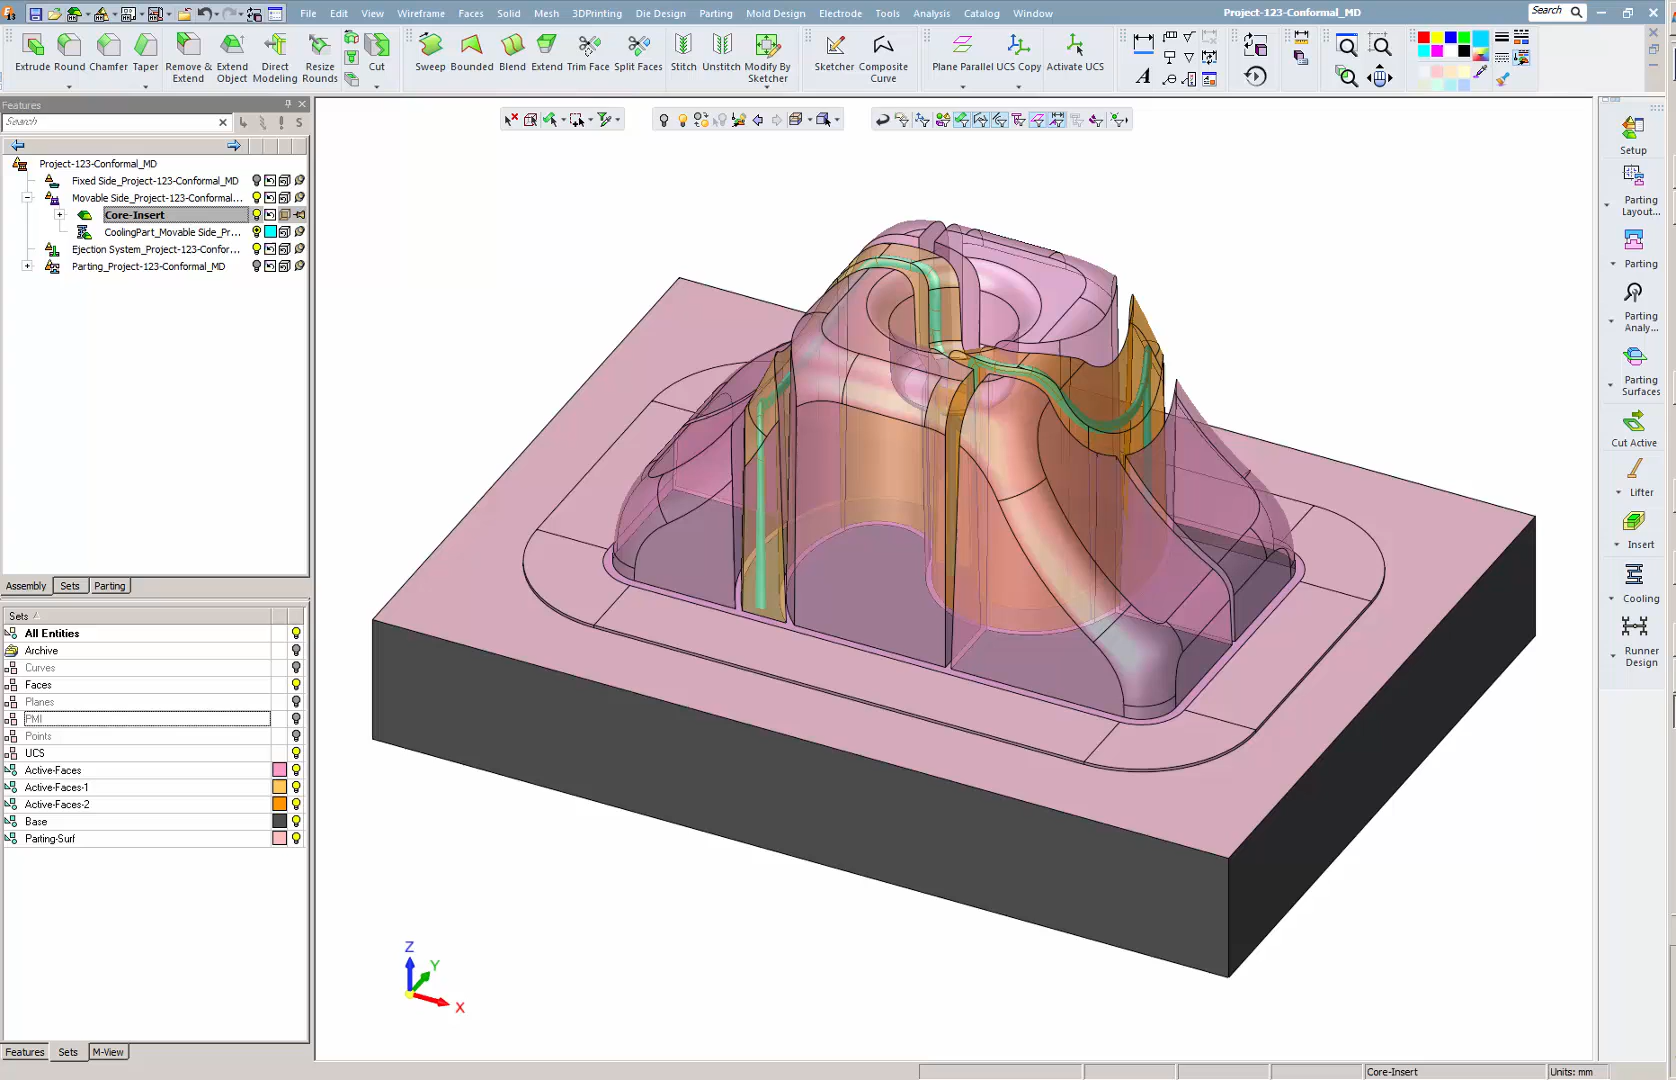 File Edit View Wireframe Faces Solid Mesh 3DPrinting Die Design Parting Mold Design Electrode Tools Analysis Catalog Window
Project-123-Conformal_MD
Search
Extrude Round Chamfer Taper Remove & Extend Extend Object Direct Modeling Resize Rounds Cut Sweep Bounded Blend Extend Trim Face Split Faces Stitch Unstitch Modify By Sketcher Sketcher Composite Curve Plane Parallel UCS Copy Activate UCS
Features
Search
S
Project-123-Conformal_MD
Fixed Side_Project-123-Conformal_MD
Movable Side_Project-123-Conformal...
Core-Insert
CoolingPart_Movable Side_Pr...
Ejection System_Project-123-Confor...
Parting_Project-123-Conformal_MD
Assembly Sets Parting
Sets
All Entities
Archive
Curves
Faces
Planes
PMI
Points
UCS
Active-Faces
Active-Faces-1
Active-Faces-2
Base
Parting-Surf
Features Sets M-View
Z
Y
X
Setup
Parting
Layout...
Parting
Parting
Analy...
Parting
Surfaces
Cut Active
Lifter
Insert
Cooling
Runner
Design
Core-Insert
Units: mm